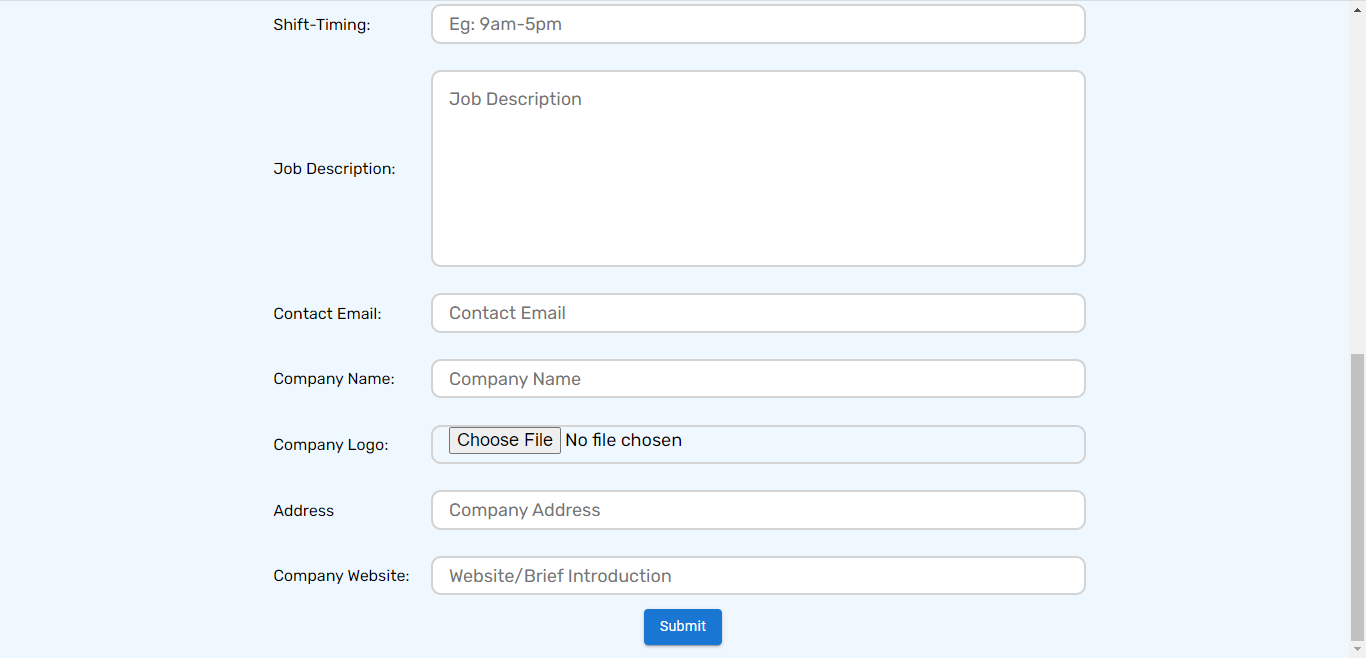 Shift-Timing: Eg: 9am-5pm
Job Description
Job Description:
Contact Email: Contact Email
Company Name: Company Name
Company Logo: Choose File No file chosen
Address Company Address
Company Website: Website/Brief Introduction
Submit